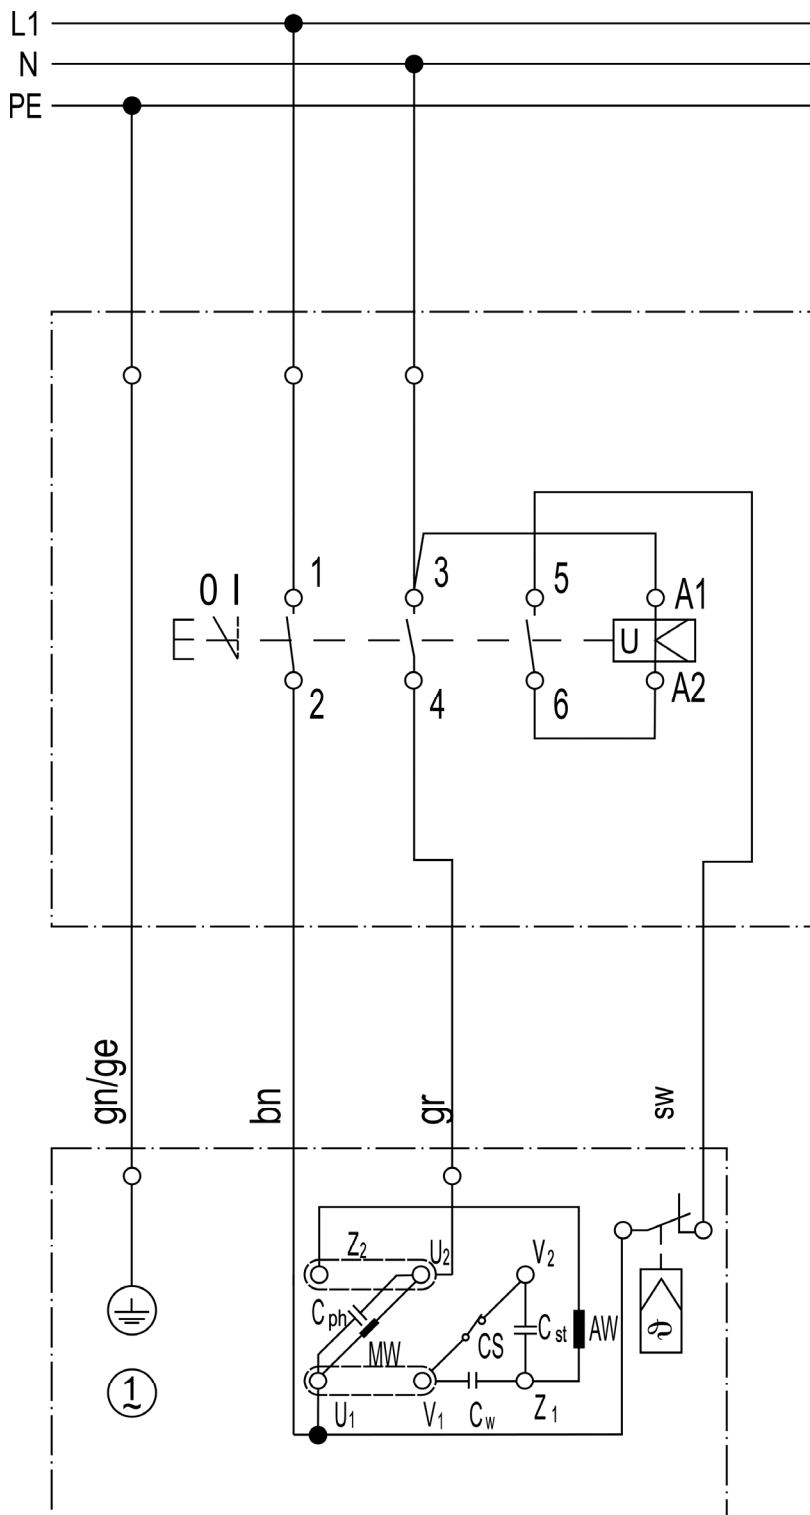 L1
N
PE
0 I
1
3
5
A1
U
2
4
6
A2
gn/ge
bn
gr
sw
Z2
U2
V2
Cph
MW
CS
Cst
AW
ϑ
U1
V1
Cw
Z1
1
~